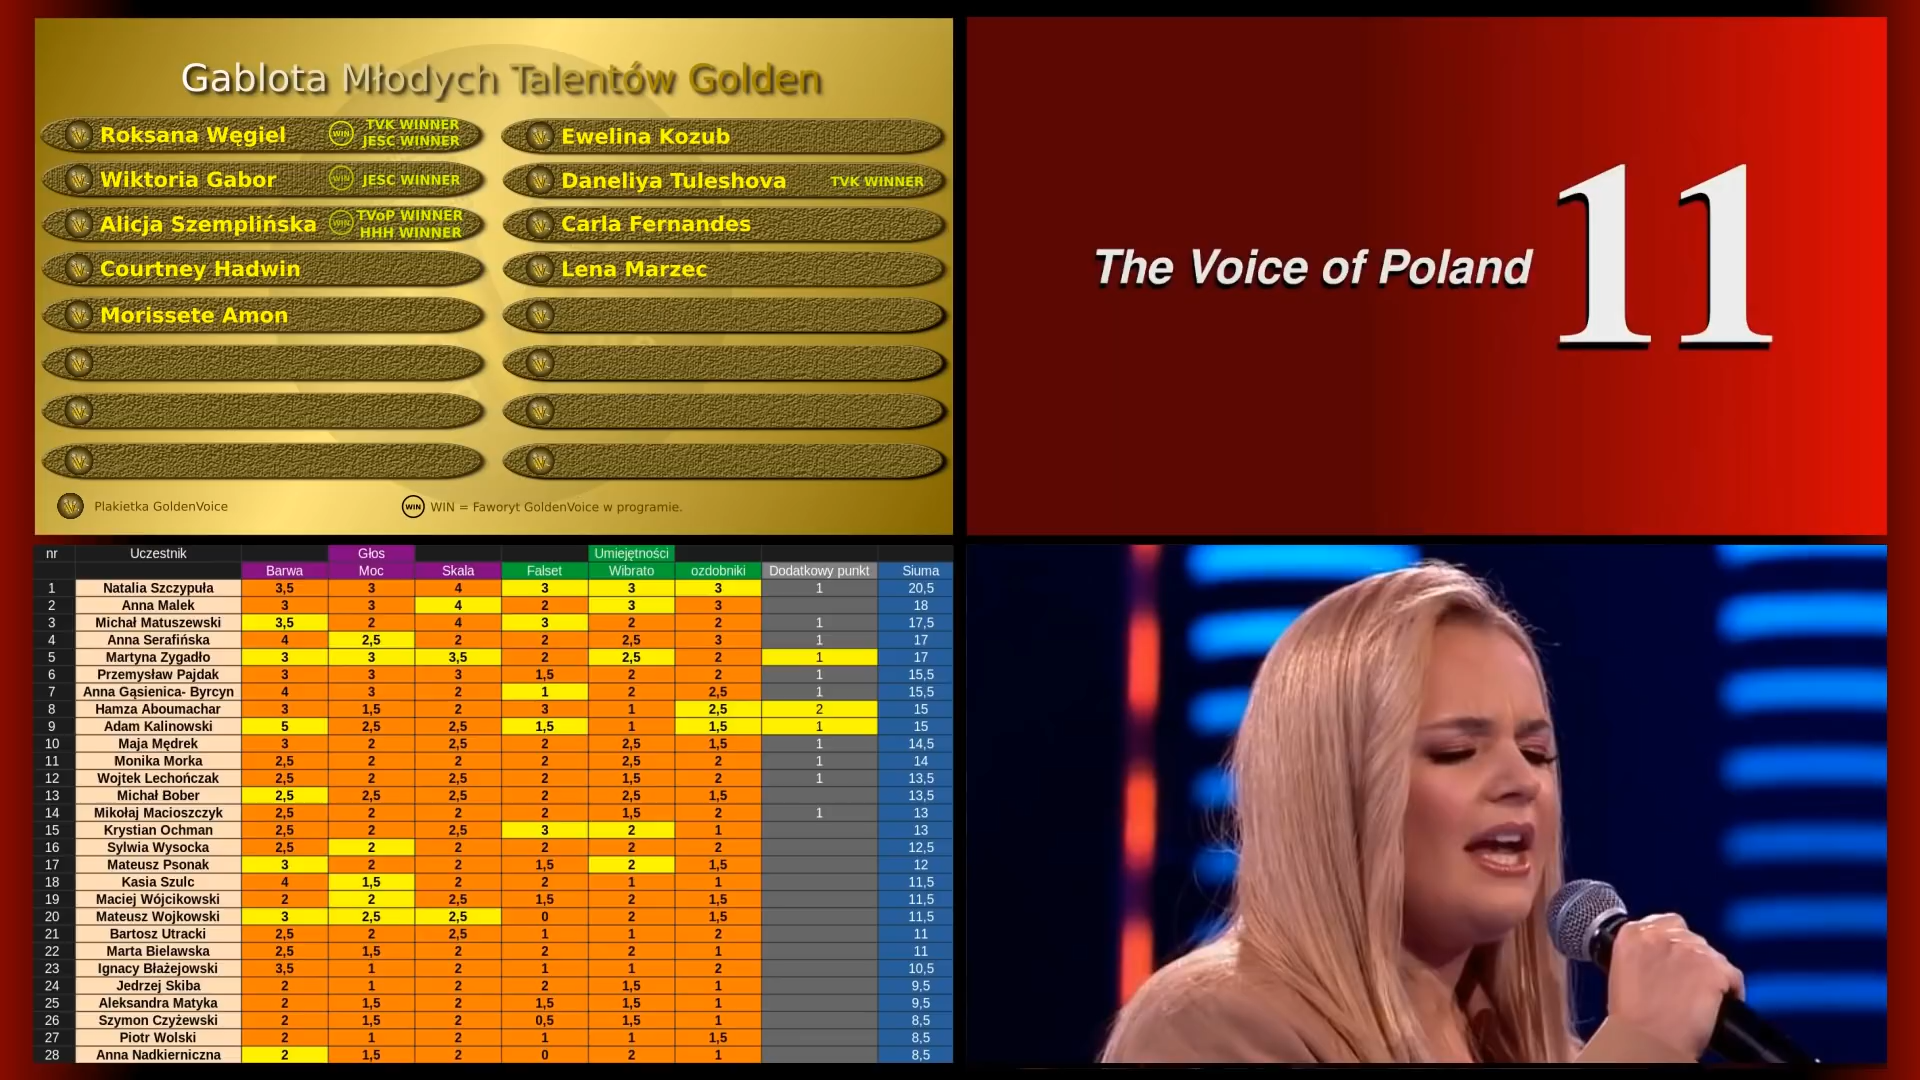 Gablota Młodych Talentów Golden
Roksana Węgiel WIN TVK WINNER JESC WINNER
Ewelina Kozub
Wiktoria Gabor WIN JESC WINNER
Daneliya Tuleshova TVK WINNER
Alicja Szemplińska WIN TVoP WINNER HHH WINNER
Carla Fernandes
Courtney Hadwin
Lena Marzec
Morissete Amon
Plakietka GoldenVoice
WIN WIN = Faworyt GoldenVoice w programie.
The Voice of Poland 11
nr Uczestnik Głos Umiejętności
Barwa Moc Skala Falset Wibrato ozdobniki Dodatkowy punkt Siuma
1 Natalia Szczypuła 3,5 3 4 3 3 3 1 20,5
2 Anna Malek 3 3 4 2 3 3 18
3 Michał Matuszewski 3,5 2 4 3 2 2 1 17,5
4 Anna Serafińska 4 2,5 2 2 2,5 3 1 17
5 Martyna Zygadło 3 3 3,5 2 2,5 2 1 17
6 Przemysław Pajdak 3 3 3 1,5 2 2 1 15,5
7 Anna Gąsienica- Byrcyn 4 3 2 1 2 2,5 1 15,5
8 Hamza Aboumachar 3 1,5 2 3 1 2,5 2 15
9 Adam Kalinowski 5 2,5 2,5 1,5 1 1,5 1 15
10 Maja Mędrek 3 2 2,5 2 2,5 1,5 1 14,5
11 Monika Morka 2,5 2 2 2 2,5 2 1 14
12 Wojtek Lechończak 2,5 2 2,5 2 1,5 2 1 13,5
13 Michał Bober 2,5 2,5 2,5 2 2,5 1,5 13,5
14 Mikołaj Macioszczyk 2,5 2 2 2 1,5 2 1 13
15 Krystian Ochman 2,5 2 2,5 3 2 1 13
16 Sylwia Wysocka 2,5 2 2 2 2 2 12,5
17 Mateusz Psonak 3 2 2 1,5 2 1,5 12
18 Kasia Szulc 4 1,5 2 2 1 1 11,5
19 Maciej Wójcikowski 2 2 2,5 1,5 2 1,5 11,5
20 Mateusz Wojkowski 3 2,5 2,5 0 2 1,5 11,5
21 Bartosz Utracki 2,5 2 2,5 1 1 2 11
22 Marta Bielawska 2,5 1,5 2 2 2 1 11
23 Ignacy Błażejowski 3,5 1 2 1 1 2 10,5
24 Jedrzej Skiba 2 1 2 2 1,5 1 9,5
25 Aleksandra Matyka 2 1,5 2 1,5 1,5 1 9,5
26 Szymon Czyżewski 2 1,5 2 0,5 1,5 1 8,5
27 Piotr Wolski 2 1 2 1 1 1,5 8,5
28 Anna Nadkierniczna 2 1,5 2 0 2 1 8,5